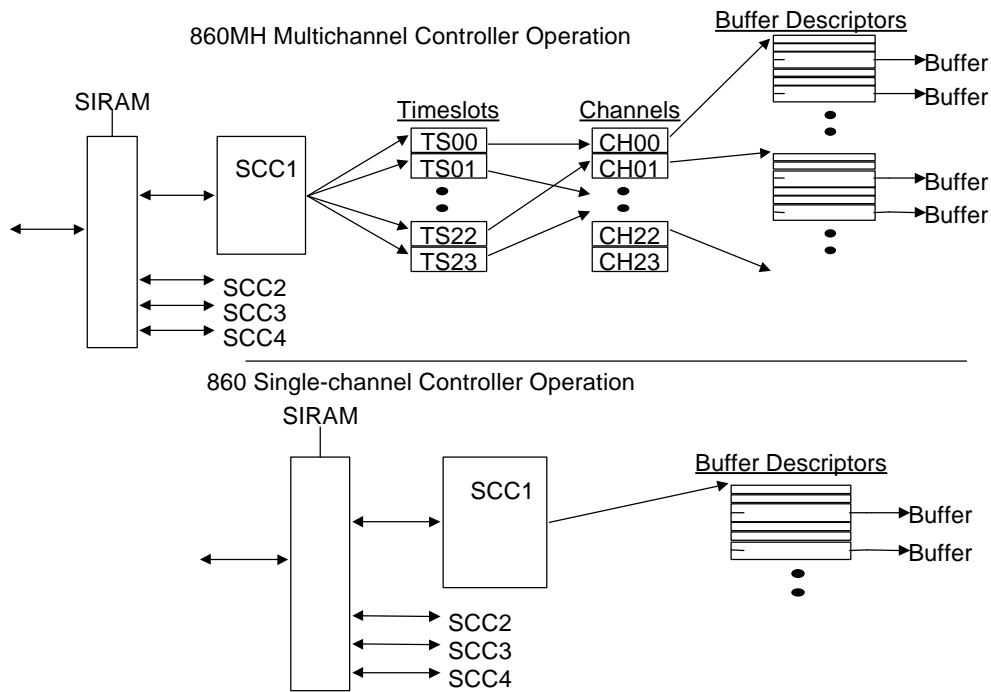 860MH Multichannel Controller Operation
Buffer Descriptors
Buffer
Buffer
SIRAM
Timeslots
Channels
SCC1
TS00
CH00
TS01
CH01
Buffer
Buffer
TS22
CH22
TS23
CH23
SCC2
SCC3
SCC4
860 Single-channel Controller Operation
SIRAM
Buffer Descriptors
SCC1
Buffer
Buffer
SCC2
SCC3
SCC4